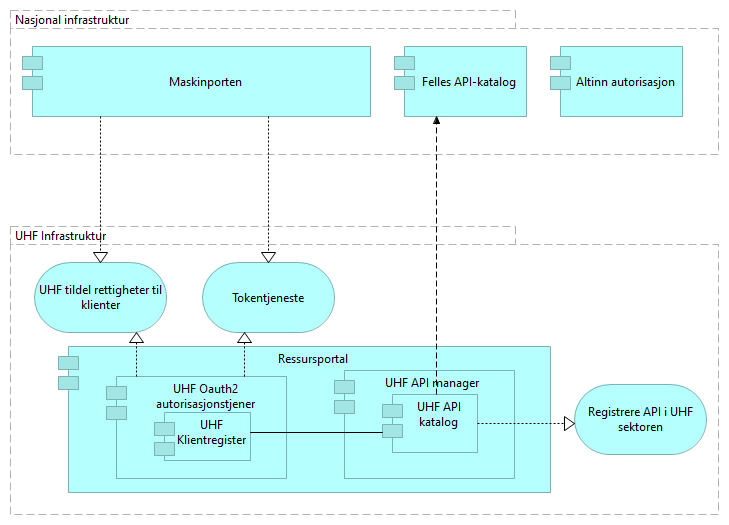 Nasjonal infrastruktur
Maskinporten
Felles API-katalog
Altinn autorisasjon
UHF Infrastruktur
UHF tildel rettigheter til
klienter
Tokentjeneste
Ressursportal
UHF Oauth2
autorisasjonstjener
UHF
Klientregister
UHF API manager
UHF API
katalog
Registrere API i UHF
sektoren